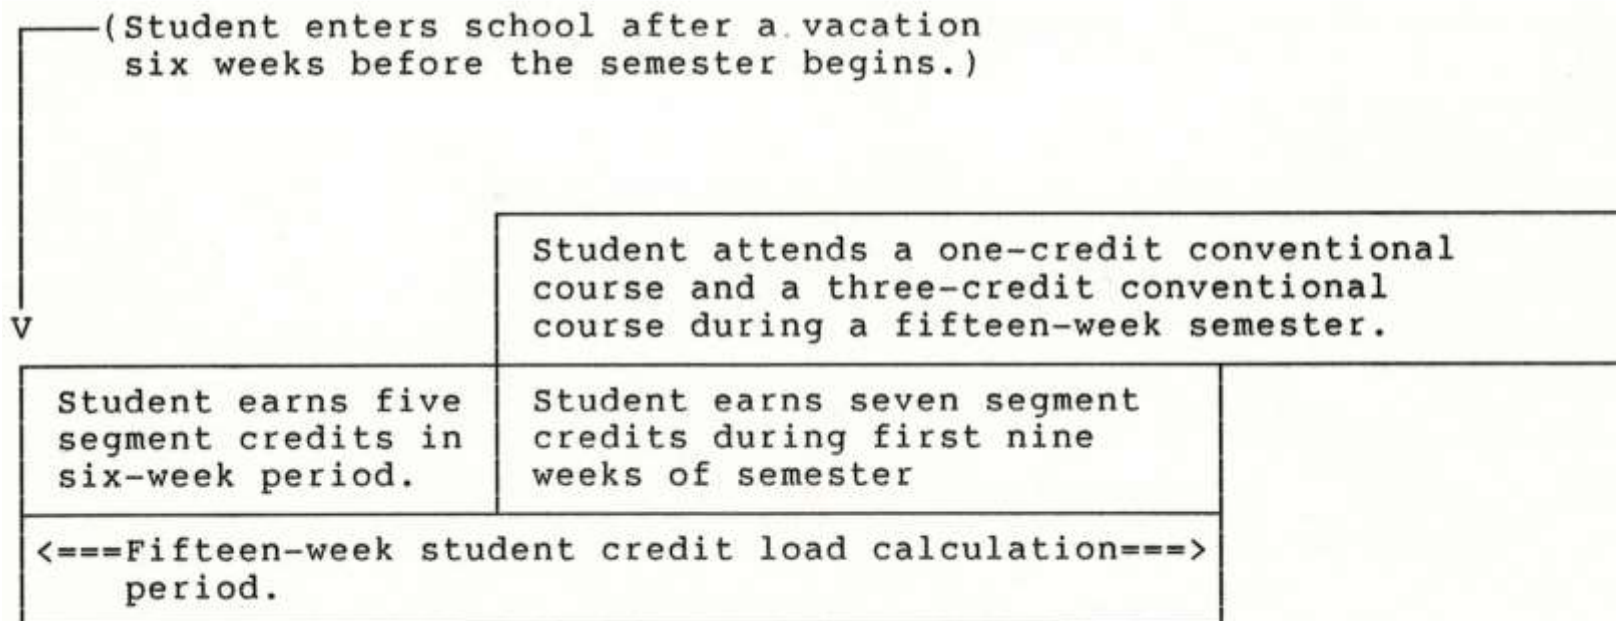 (Student enters school after a vacation
six weeks before the semester begins.)
Student attends a one-credit conventional
course and a three-credit conventional
course during a fifteen-week semester.
V
Student earns five
segment credits in
six-week period.
Student earns seven segment
credits during first nine
weeks of semester
<===Fifteen-week student credit load calculation===>
period.